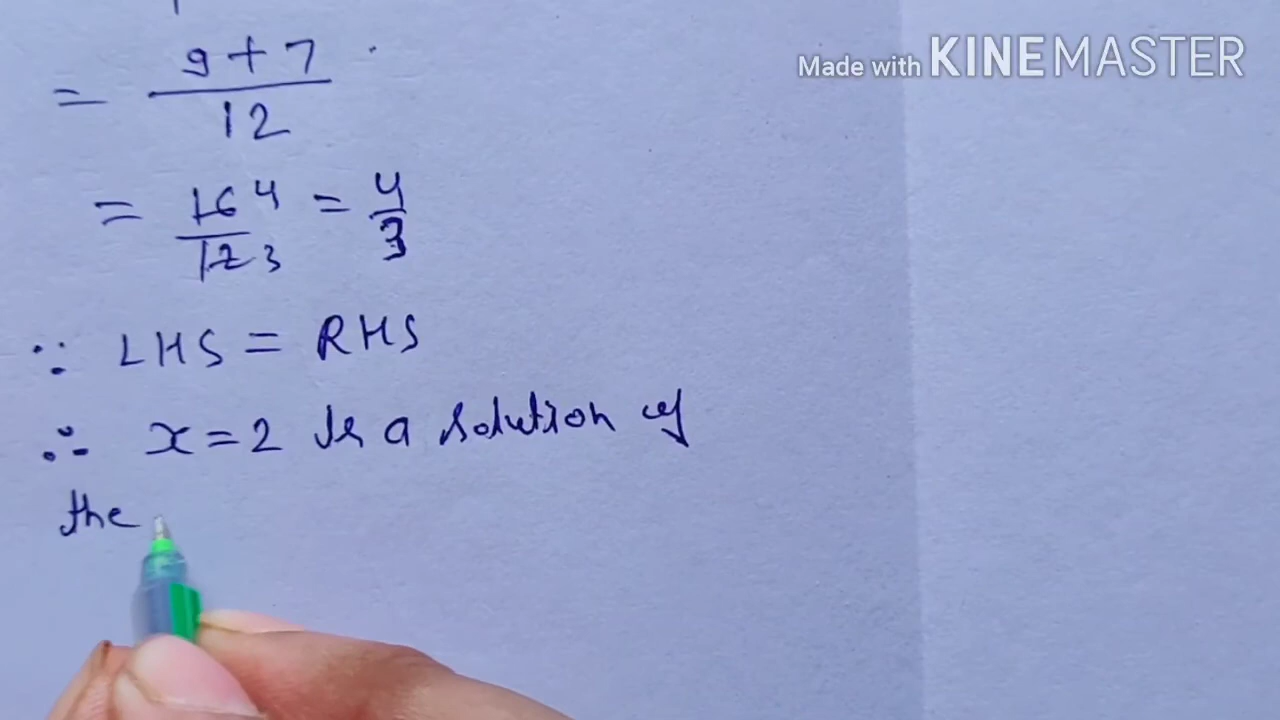 Made with KINEMASTER
= 9+7
12
= 16 4 = 4
12 3 3
∵ LHS = RHS
∴ x=2 is a solution of
the